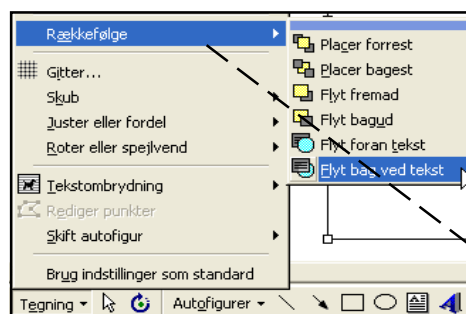 Rækkefølge
Gitter...
Skub
Juster eller fordel
Roter eller spejlvend
Tekstombrydning
Rediger punkter
Skift autofigur
Brug indstillinger som standard
Placer forrest
Placer bagest
Flyt fremad
Flyt bagud
Flyt foran tekst
Flyt bag ved tekst
Tegning
Autofigurer